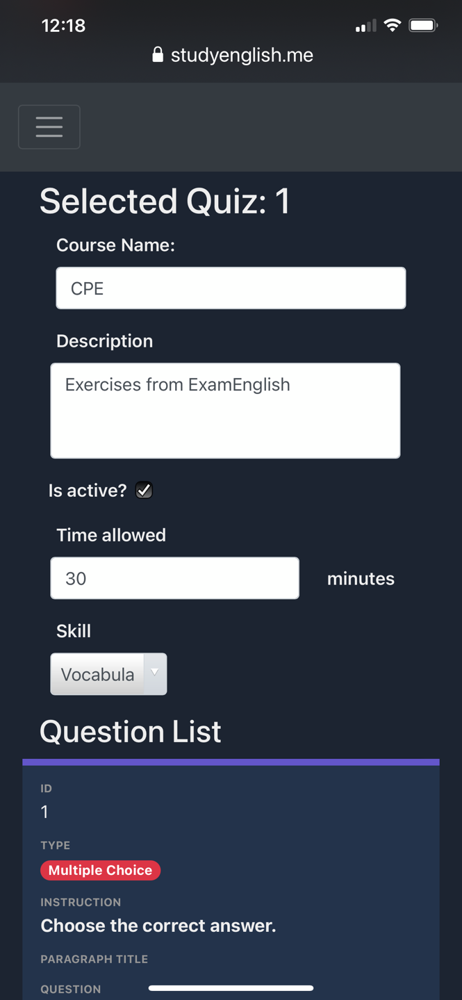 12:18
studyenglish.me
Selected Quiz: 1
Course Name:
CPE
Description
Exercises from ExamEnglish
Is active?
Time allowed
30 minutes
Skill
Vocabula
Question List
ID
1
TYPE
Multiple Choice
INSTRUCTION
Choose the correct answer.
PARAGRAPH TITLE
QUESTION